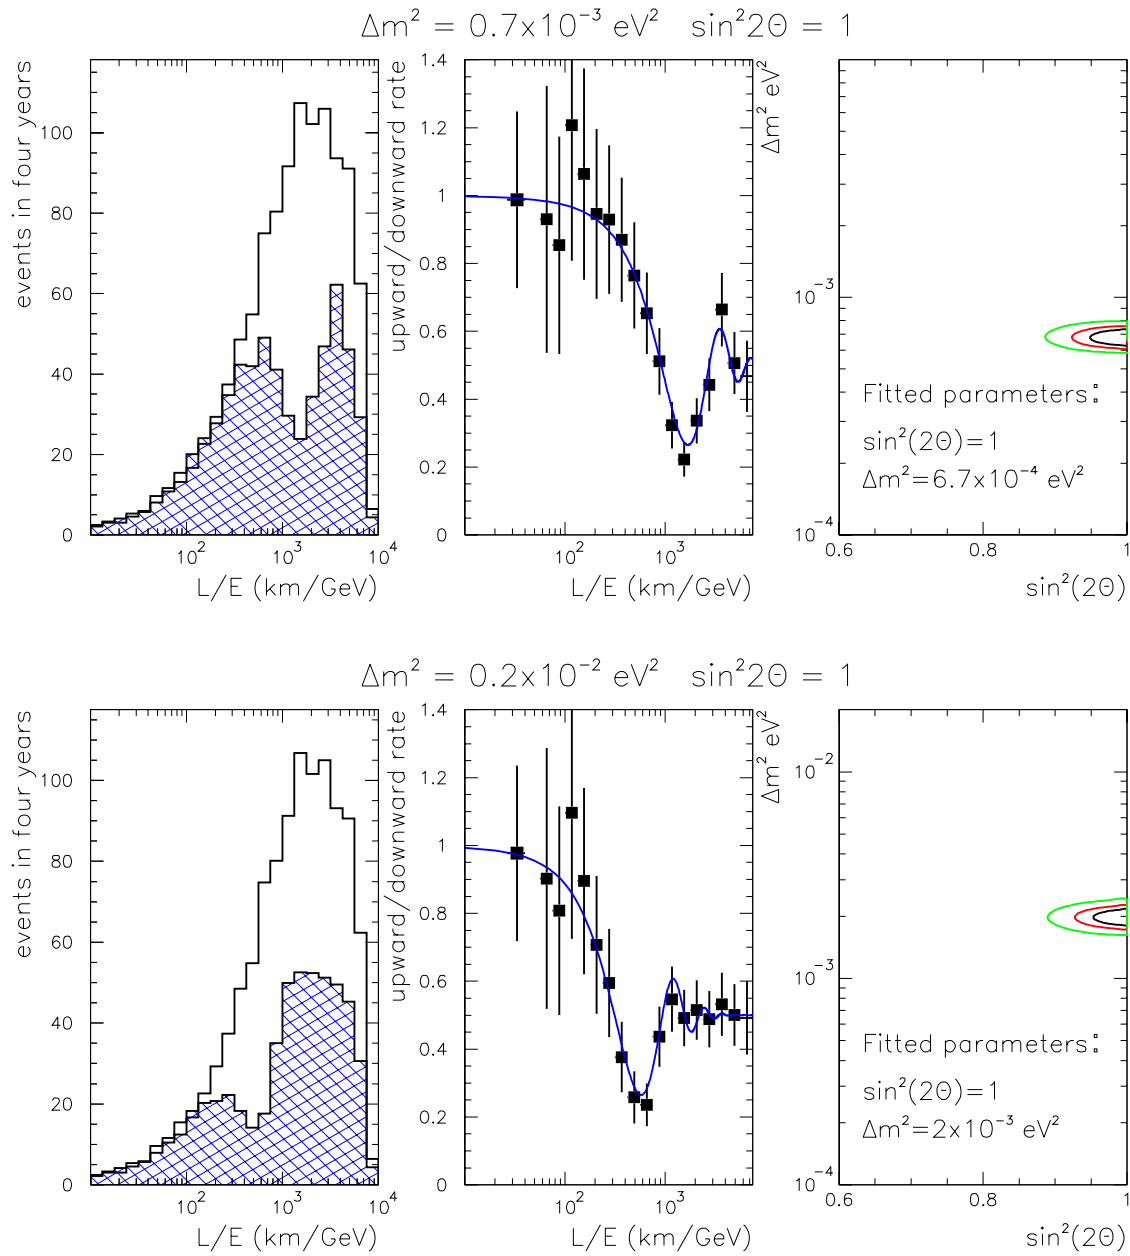 Δm² = 0.7x10⁻³ eV² sin²2Θ = 1
events in four years
0
20
40
60
80
100
10²
10³
10⁴
L/E (km/GeV)
upward/downward rate
0
0.2
0.4
0.6
0.8
1
1.2
1.4
10²
10³
L/E (km/GeV)
Δm² eV²
10⁻³
10⁻⁴
Fitted parameters:
sin²(2Θ)=1
Δm²=6.7x10⁻⁴ eV²
0.6
0.8
1
sin²(2Θ)
Δm² = 0.2x10⁻² eV² sin²2Θ = 1
events in four years
0
20
40
60
80
100
10²
10³
10⁴
L/E (km/GeV)
upward/downward rate
0
0.2
0.4
0.6
0.8
1
1.2
1.4
10²
10³
L/E (km/GeV)
Δm² eV²
10⁻²
10⁻³
10⁻⁴
Fitted parameters:
sin²(2Θ)=1
Δm²=2x10⁻³ eV²
0.6
0.8
1
sin²(2Θ)